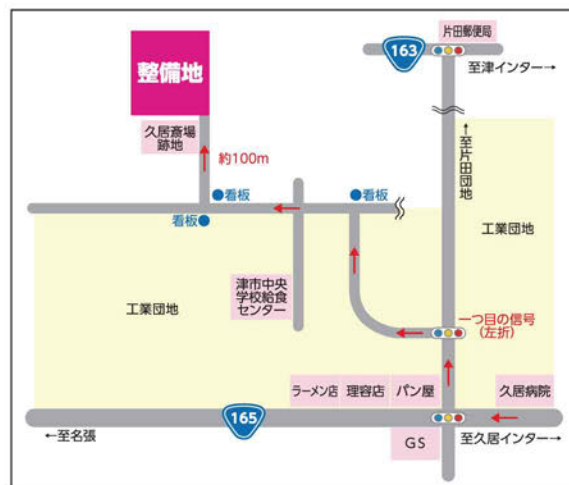 片田郵便局
163
至津インター→
整備地
久居斎場
跡地
約100m
←至片田団地
看板
看板
看板
工業団地
工業団地
津市中央
学校給食
センター
一つ目の信号
(左折)
ラーメン店
理容店
パン屋
久居病院
165
←至名張
GS
至久居インター→